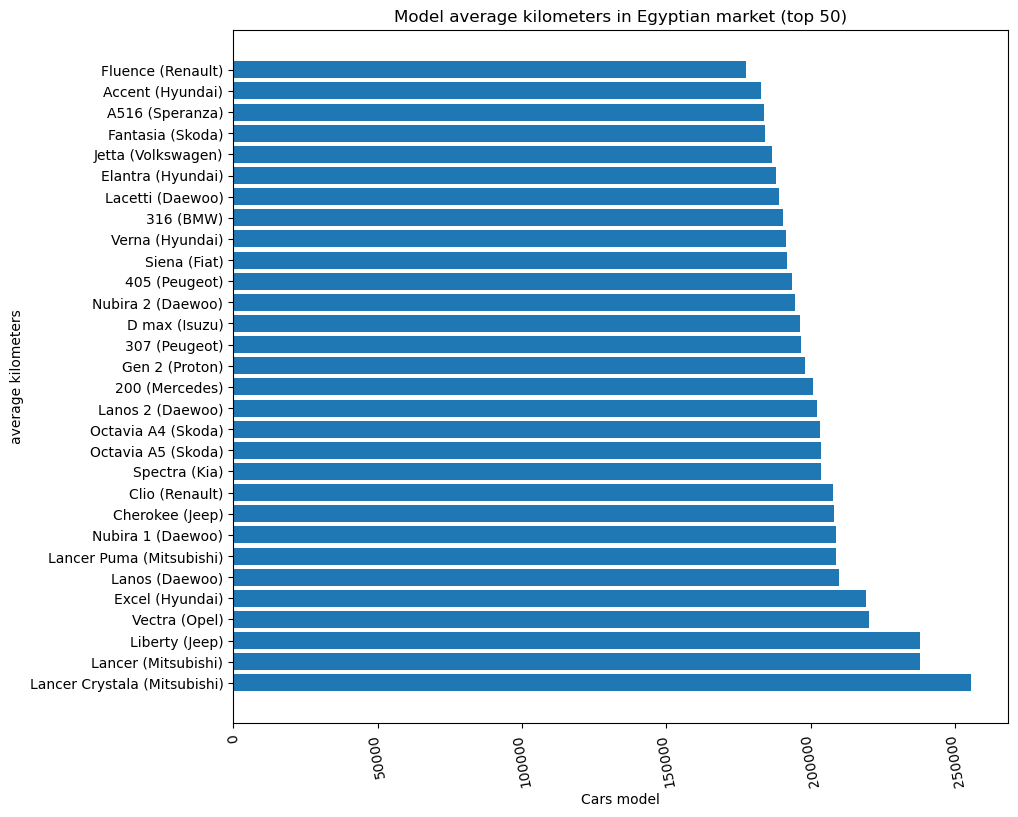 Model average kilometers in Egyptian market (top 50)
Fluence (Renault)
Accent (Hyundai)
A516 (Speranza)
Fantasia (Skoda)
Jetta (Volkswagen)
Elantra (Hyundai)
Lacetti (Daewoo)
316 (BMW)
Verna (Hyundai)
Siena (Fiat)
405 (Peugeot)
Nubira 2 (Daewoo)
D max (Isuzu)
307 (Peugeot)
Gen 2 (Proton)
200 (Mercedes)
Lanos 2 (Daewoo)
Octavia A4 (Skoda)
Octavia A5 (Skoda)
Spectra (Kia)
Clio (Renault)
Cherokee (Jeep)
Nubira 1 (Daewoo)
Lancer Puma (Mitsubishi)
Lanos (Daewoo)
Excel (Hyundai)
Vectra (Opel)
Liberty (Jeep)
Lancer (Mitsubishi)
Lancer Crystala (Mitsubishi)
average kilometers
0
50000
100000
150000
200000
250000
Cars model